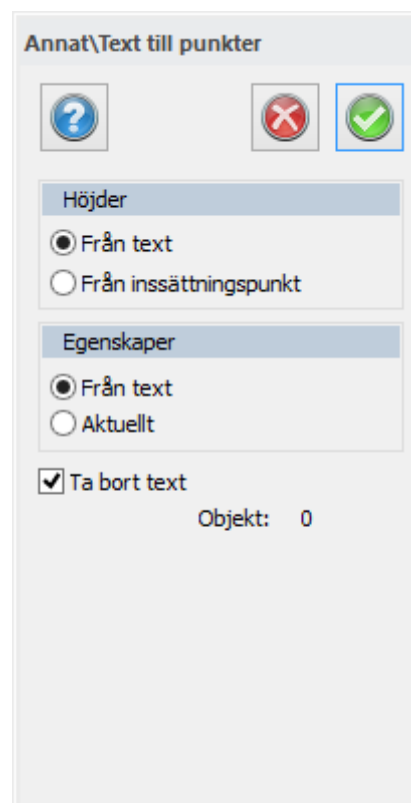 Annat\Text till punkter
Höjder
Från text
Från inssättningspunkt
Egenskaper
Från text
Aktuellt
Ta bort text
Objekt: 0